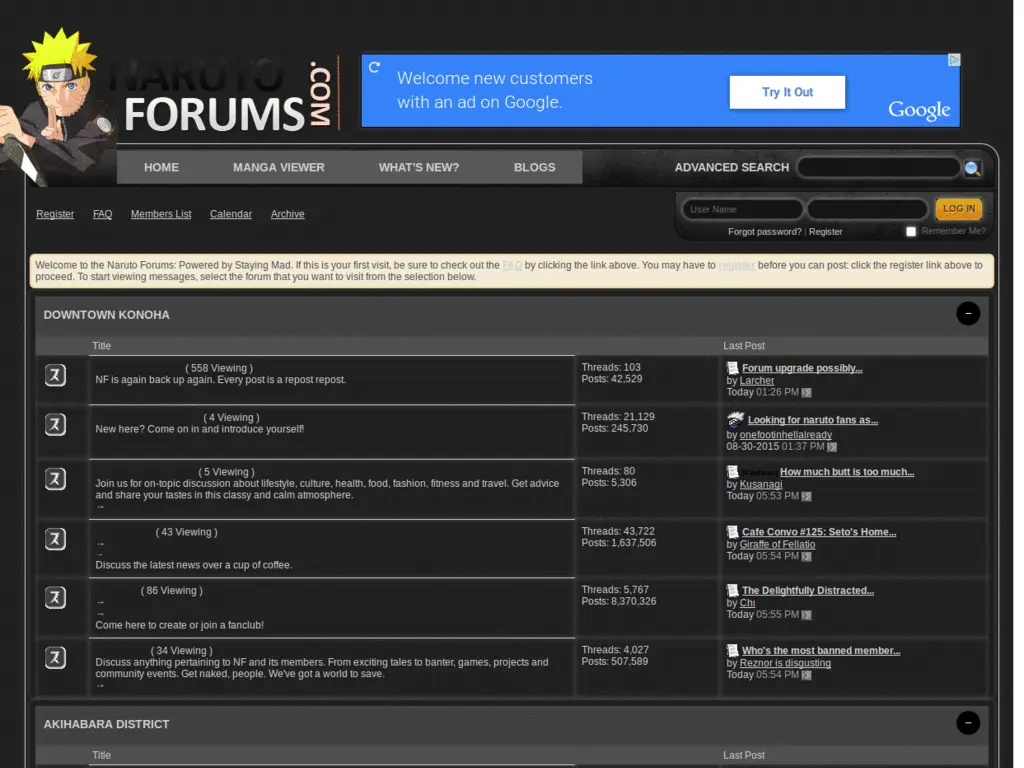 NARUTO
FORUMS
.COM
Welcome new customers
with an ad on Google.
Try It Out
Google
HOME MANGA VIEWER WHAT'S NEW? BLOGS
ADVANCED SEARCH
Register FAQ Members List Calendar Archive
User Name
LOG IN
Forgot password? | Register
Remember Me?
Welcome to the Naruto Forums: Powered by Staying Mad. If this is your first visit, be sure to check out the FAQ by clicking the link above. You may have to register before you can post: click the register link above to
proceed. To start viewing messages, select the forum that you want to visit from the selection below.
DOWNTOWN KONOHA
Title Last Post
( 558 Viewing )
NF is again back up again. Every post is a repost repost.
Threads: 103
Posts: 42,529
Forum upgrade possibly...
by Larcher
Today 01:26 PM
( 4 Viewing )
New here? Come on in and introduce yourself!
Threads: 21,129
Posts: 245,730
Looking for naruto fans as...
by onefootinhellalready
08-30-2015 01:37 PM
( 5 Viewing )
Join us for on-topic discussion about lifestyle, culture, health, food, fashion, fitness and travel. Get advice
and share your tastes in this classy and calm atmosphere.
→
Threads: 80
Posts: 5,306
How much butt is too much...
by Kusanagi
Today 05:53 PM
( 43 Viewing )
→
→
Discuss the latest news over a cup of coffee.
Threads: 43,722
Posts: 1,637,506
Cafe Convo #125: Seto's Home...
by Giraffe of Fellatio
Today 05:54 PM
( 86 Viewing )
→
→
Come here to create or join a fanclub!
Threads: 5,767
Posts: 8,370,326
The Delightfully Distracted...
by Chi
Today 05:55 PM
( 34 Viewing )
Discuss anything pertaining to NF and its members. From exciting tales to banter, games, projects and
community events. Get naked, people. We've got a world to save.
→
Threads: 4,027
Posts: 507,589
Who's the most banned member...
by Reznor is disgusting
Today 05:54 PM
AKIHABARA DISTRICT
Title Last Post